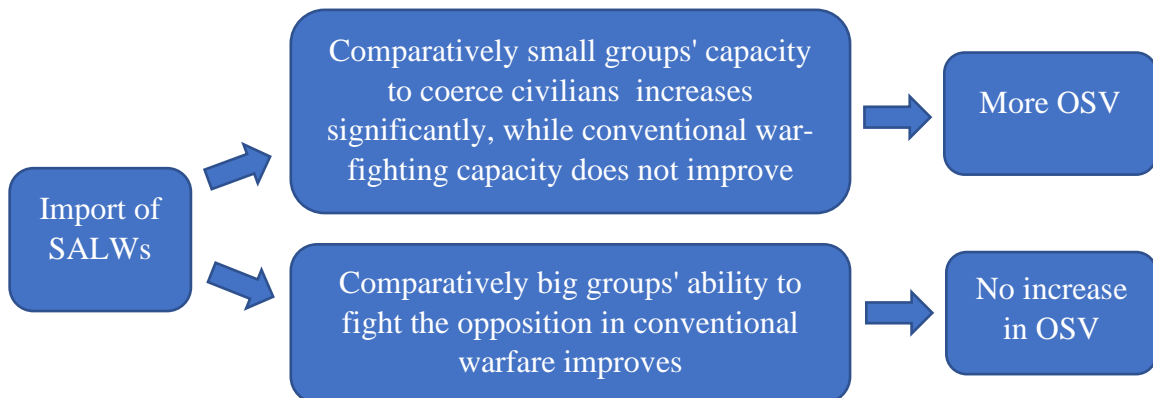 Import of
SALWs
Comparatively small groups' capacity
to coerce civilians increases
significantly, while conventional war-
fighting capacity does not improve
More OSV
Comparatively big groups' ability to
fight the opposition in conventional
warfare improves
No increase
in OSV